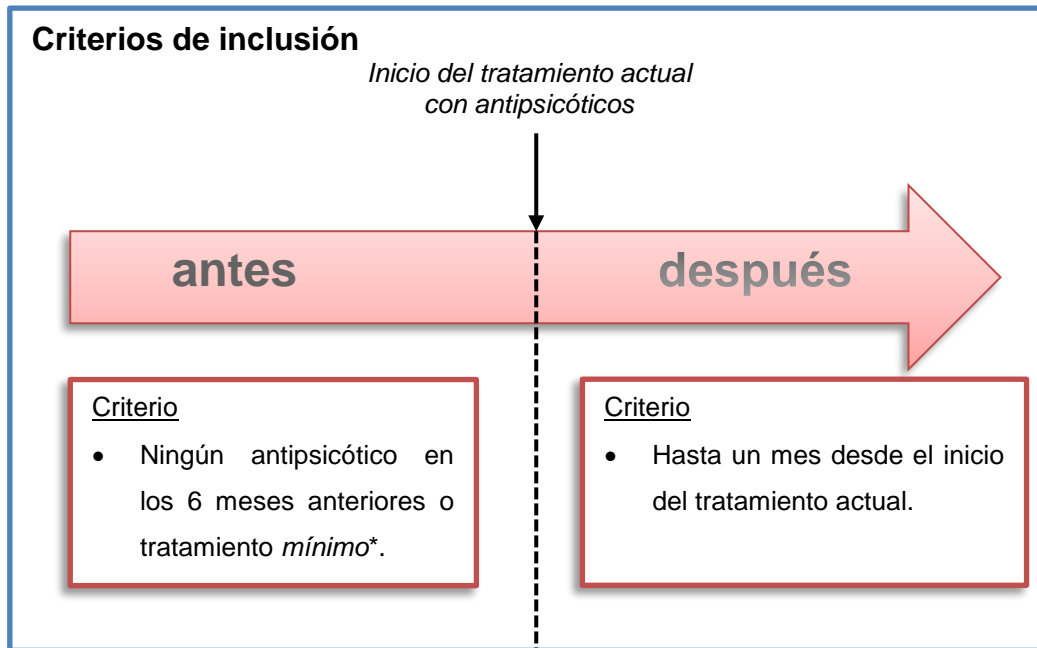 Criterios de inclusión
Inicio del tratamiento actual
con antipsicóticos
antes
después
Criterio
• Ningún antipsicótico en
los 6 meses anteriores o
tratamiento mínimo*.
Criterio
• Hasta un mes desde el inicio
del tratamiento actual.